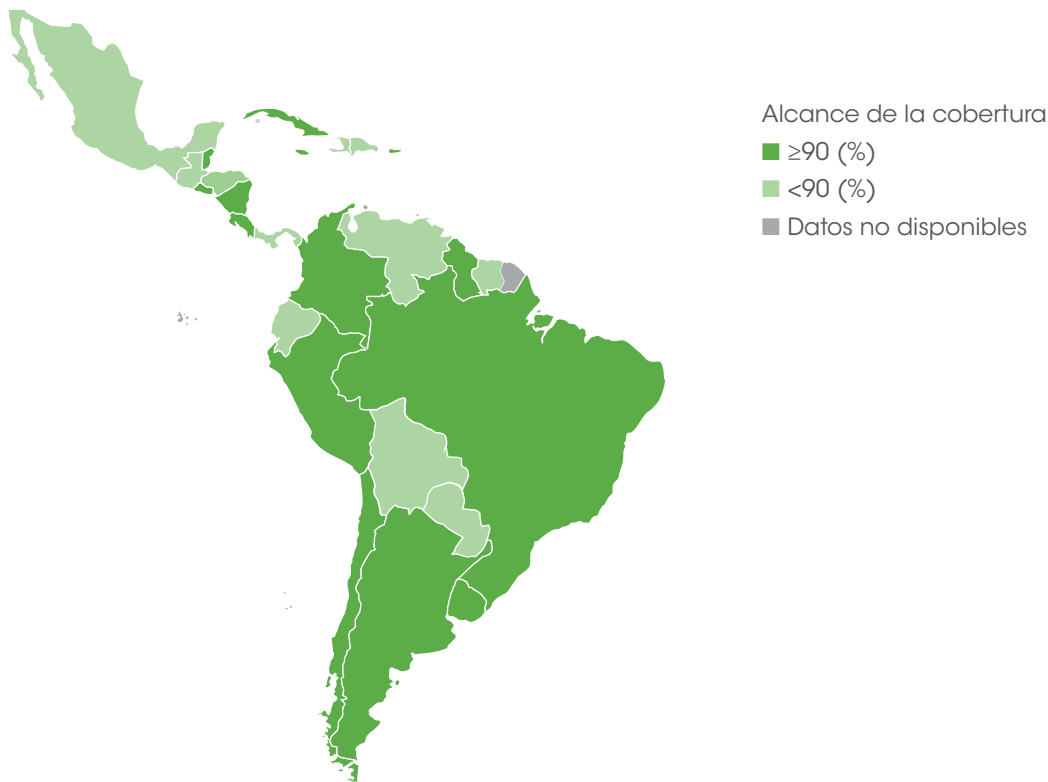 Alcance de la cobertura
≥90 (%)
<90 (%)
Datos no disponibles